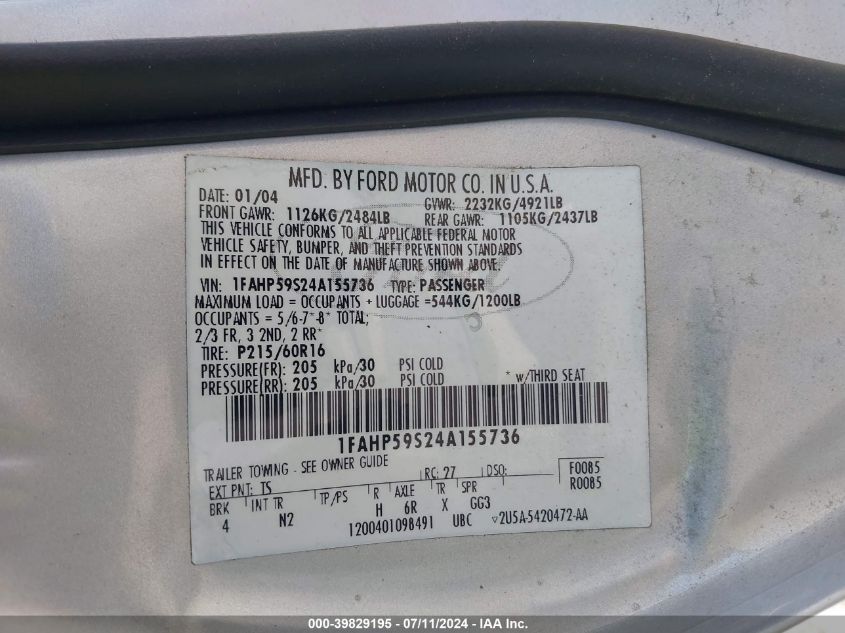 MFD. BY FORD MOTOR CO. IN U.S.A.
DATE: 01/04 GVWR: 2232KG/4921LB
FRONT GAWR: 1126KG/2484LB REAR GAWR: 1105KG/2437LB
THIS VEHICLE CONFORMS TO ALL APPLICABLE FEDERAL MOTOR
VEHICLE SAFETY, BUMPER, AND THEFT PREVENTION STANDARDS
IN EFFECT ON THE DATE OF MANUFACTURE SHOWN ABOVE.
VIN: 1FAHP59S24A155736 TYPE: PASSENGER
MAXIMUM LOAD = OCCUPANTS + LUGGAGE =544KG/1200LB
OCCUPANTS = 5/6-7*-8* TOTAL;
2/3 FR, 3 2ND, 2 RR*
TIRE: P215/60R16
PRESSURE(FR): 205 kPa/30 PSI COLD
PRESSURE(RR): 205 kPa/30 PSI COLD * w/THIRD SEAT
1FAHP59S24A155736
TRAILER TOWING - SEE OWNER GUIDE
EXT PNT: TS RC: 27 DSO: F0085
R0085
BRK INT TR TP/PS R AXLE TR SPR
4 N2 H 6R X GG3
1200401098491 UBC 2U5A-5420472-AA
000-39829195 - 07/11/2024 - IAA Inc.